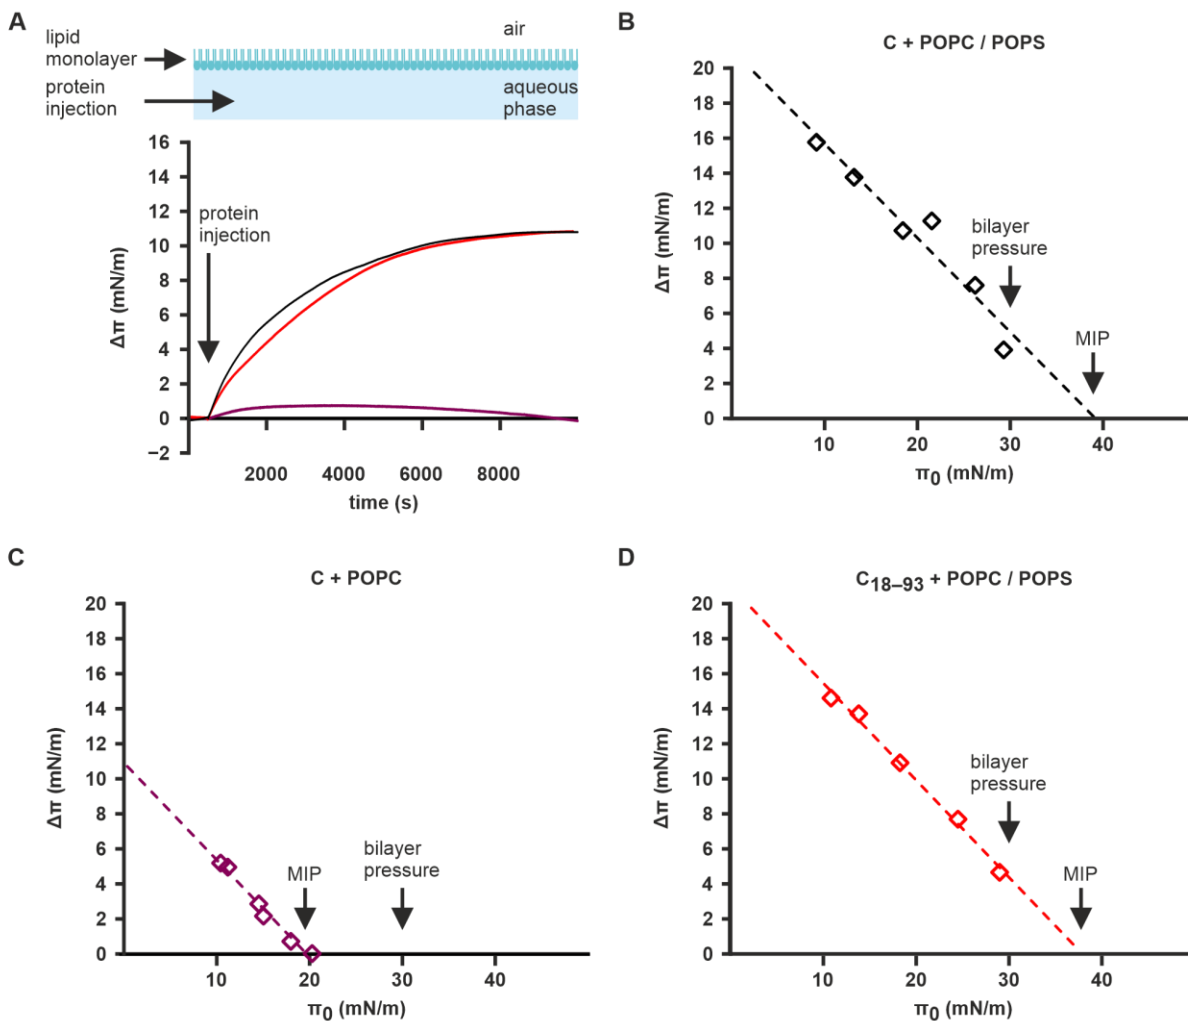 A
lipid
monolayer
air
protein
injection
aqueous
phase
16
14
12
10
8
6
4
2
0
−2
Δπ (mN/m)
protein
injection
2000 4000 6000 8000
time (s)
B
C + POPC / POPS
20
18
16
14
12
10
8
6
4
2
0
Δπ (mN/m)
bilayer
pressure
MIP
10 20 30 40
π0 (mN/m)
C
C + POPC
20
18
16
14
12
10
8
6
4
2
0
Δπ (mN/m)
MIP
bilayer
pressure
10 20 30 40
π0 (mN/m)
D
C18–93 + POPC / POPS
20
18
16
14
12
10
8
6
4
2
0
Δπ (mN/m)
bilayer
pressure
MIP
10 20 30 40
π0 (mN/m)